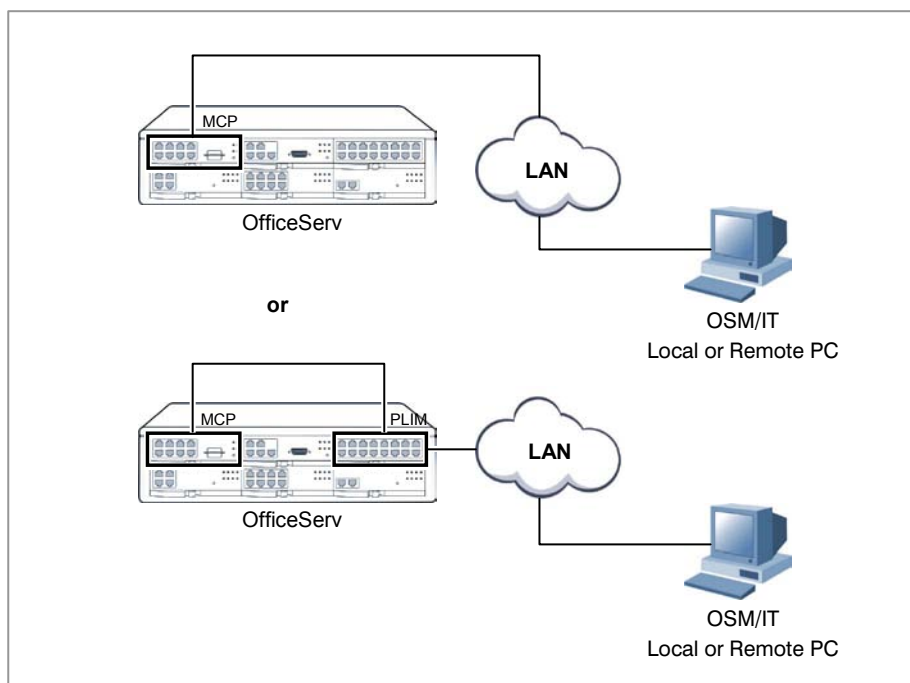 MCP
LAN
OfficeServ
or
OSM/IT
Local or Remote PC
MCP
PLIM
LAN
OfficeServ
OSM/IT
Local or Remote PC